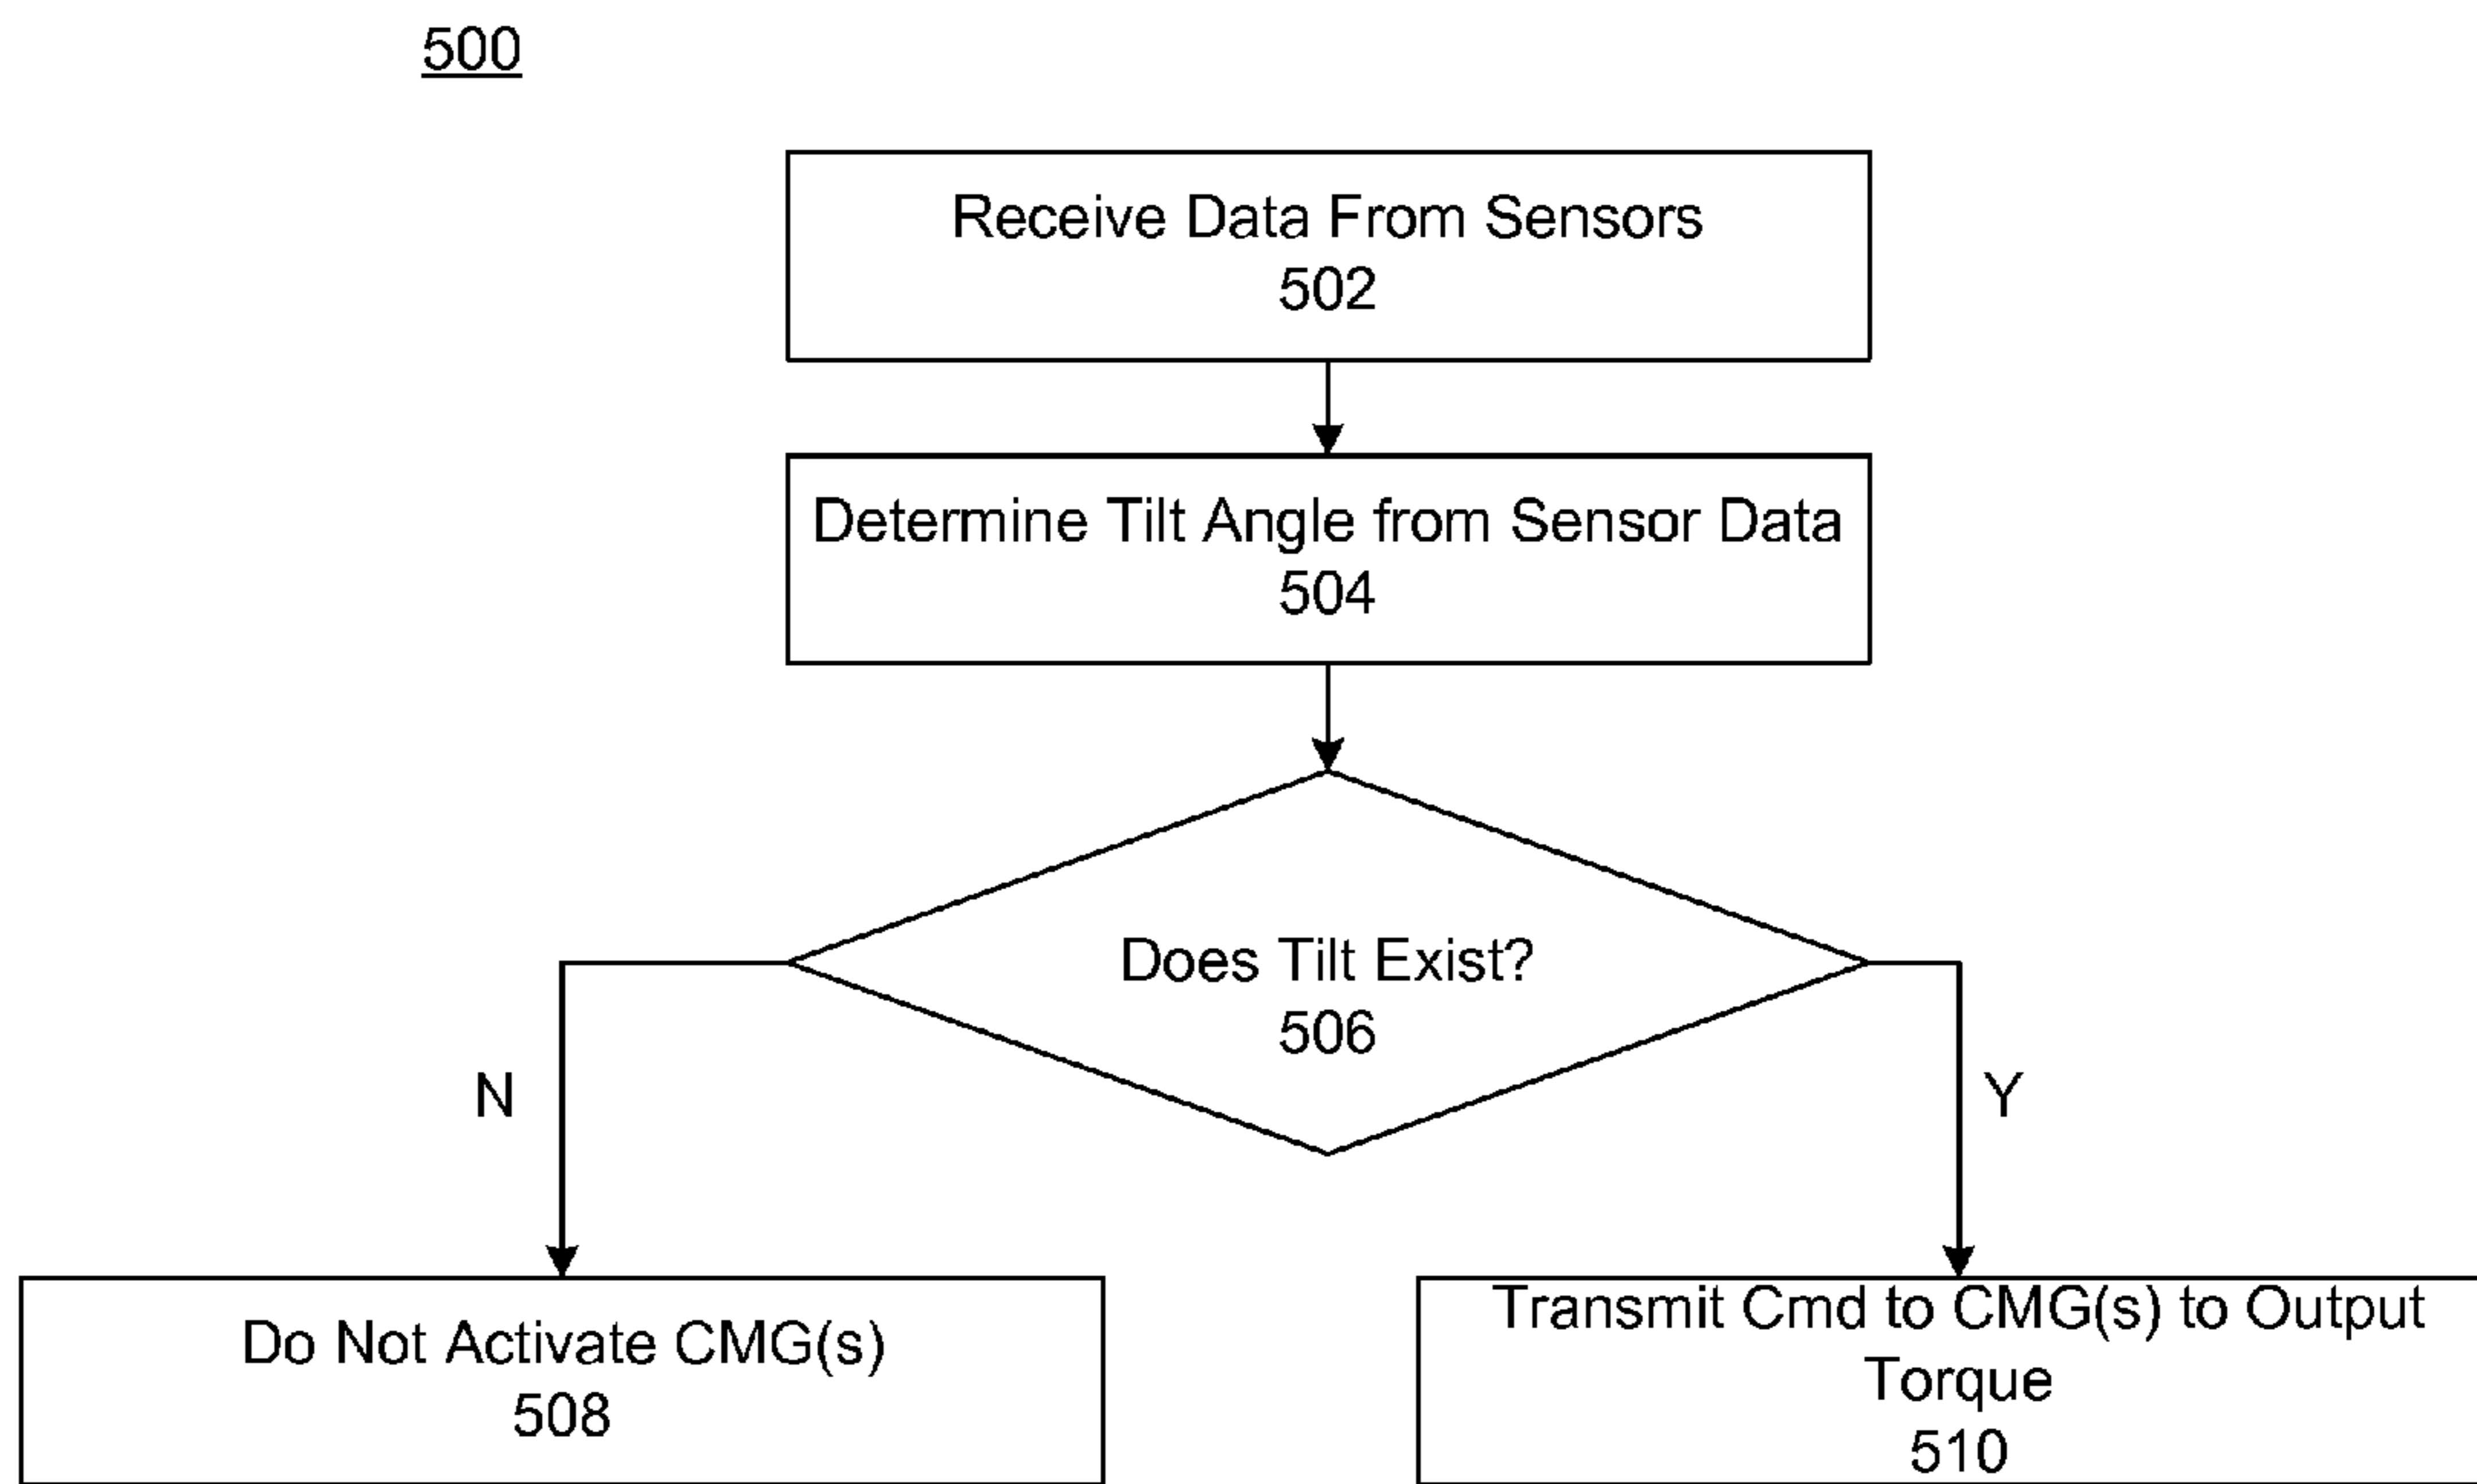 500
Receive Data From Sensors
502
Determine Tilt Angle from Sensor Data
504
Does Tilt Exist?
506
N
Y
Do Not Activate CMG(s)
508
Transmit Cmd to CMG(s) to Output
Torque
510